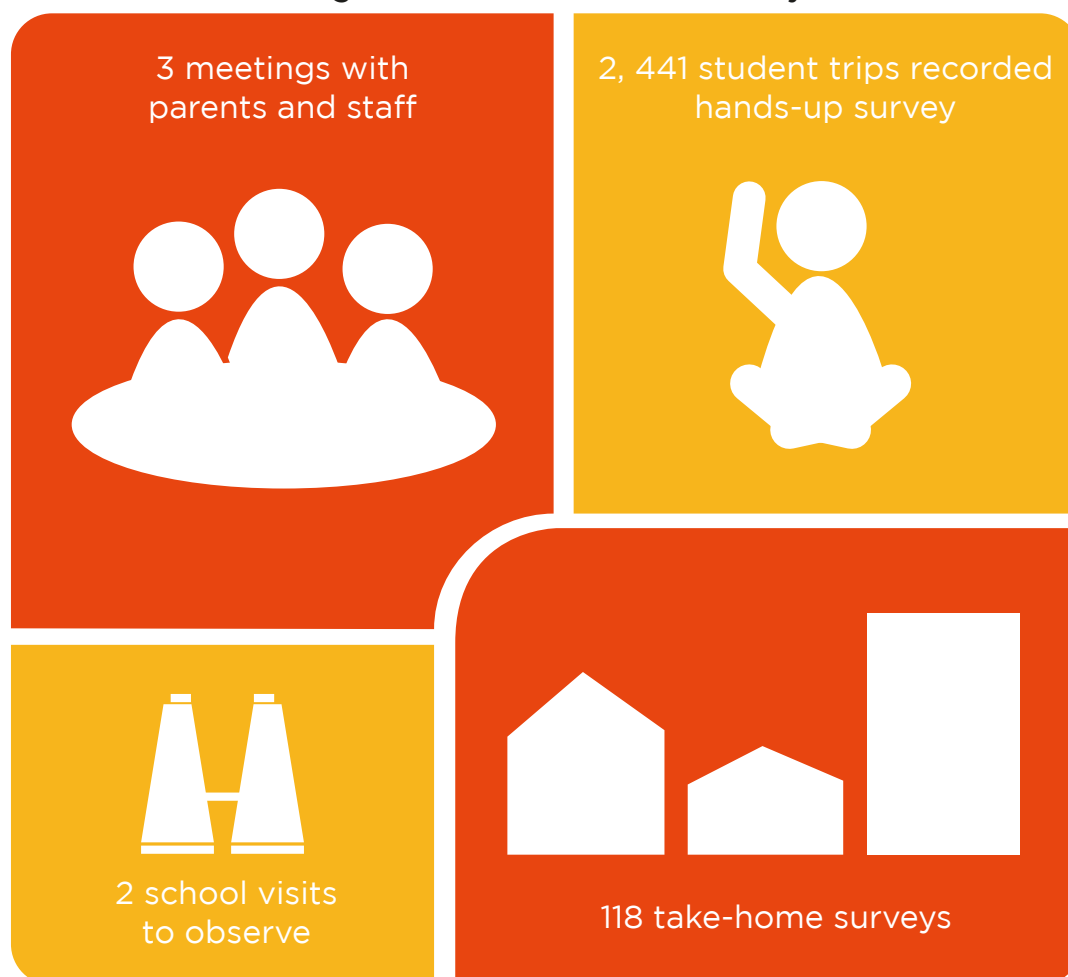 3 meetings with
parents and staff
2, 441 student trips recorded
hands-up survey
2 school visits
to observe
118 take-home surveys